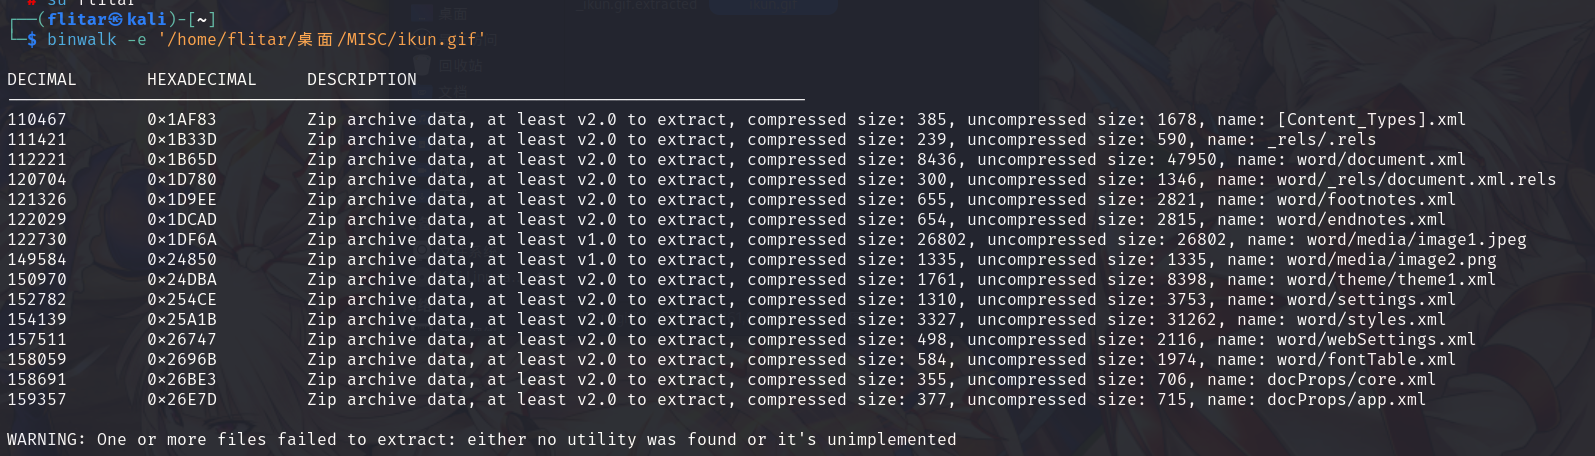 # su flitar
┌──(flitar㉿kali)-[~]
└─$ binwalk -e '/home/flitar/桌面/MISC/ikun.gif'
DECIMAL       HEXADECIMAL     DESCRIPTION
--------------------------------------------------------------------------------
110467        0x1AF83         Zip archive data, at least v2.0 to extract, compressed size: 385, uncompressed size: 1678, name: [Content_Types].xml
111421        0x1B33D         Zip archive data, at least v2.0 to extract, compressed size: 239, uncompressed size: 590, name: _rels/.rels
112221        0x1B65D         Zip archive data, at least v2.0 to extract, compressed size: 8436, uncompressed size: 47950, name: word/document.xml
120704        0x1D780         Zip archive data, at least v2.0 to extract, compressed size: 300, uncompressed size: 1346, name: word/_rels/document.xml.rels
121326        0x1D9EE         Zip archive data, at least v2.0 to extract, compressed size: 655, uncompressed size: 2821, name: word/footnotes.xml
122029        0x1DCAD         Zip archive data, at least v2.0 to extract, compressed size: 654, uncompressed size: 2815, name: word/endnotes.xml
122730        0x1DF6A         Zip archive data, at least v1.0 to extract, compressed size: 26802, uncompressed size: 26802, name: word/media/image1.jpeg
149584        0x24850         Zip archive data, at least v1.0 to extract, compressed size: 1335, uncompressed size: 1335, name: word/media/image2.png
150970        0x24DBA         Zip archive data, at least v2.0 to extract, compressed size: 1761, uncompressed size: 8398, name: word/theme/theme1.xml
152782        0x254CE         Zip archive data, at least v2.0 to extract, compressed size: 1310, uncompressed size: 3753, name: word/settings.xml
154139        0x25A1B         Zip archive data, at least v2.0 to extract, compressed size: 3327, uncompressed size: 31262, name: word/styles.xml
157511        0x26747         Zip archive data, at least v2.0 to extract, compressed size: 498, uncompressed size: 2116, name: word/webSettings.xml
158059        0x2696B         Zip archive data, at least v2.0 to extract, compressed size: 584, uncompressed size: 1974, name: word/fontTable.xml
158691        0x26BE3         Zip archive data, at least v2.0 to extract, compressed size: 355, uncompressed size: 706, name: docProps/core.xml
159357        0x26E7D         Zip archive data, at least v2.0 to extract, compressed size: 377, uncompressed size: 715, name: docProps/app.xml
WARNING: One or more files failed to extract: either no utility was found or it's unimplemented